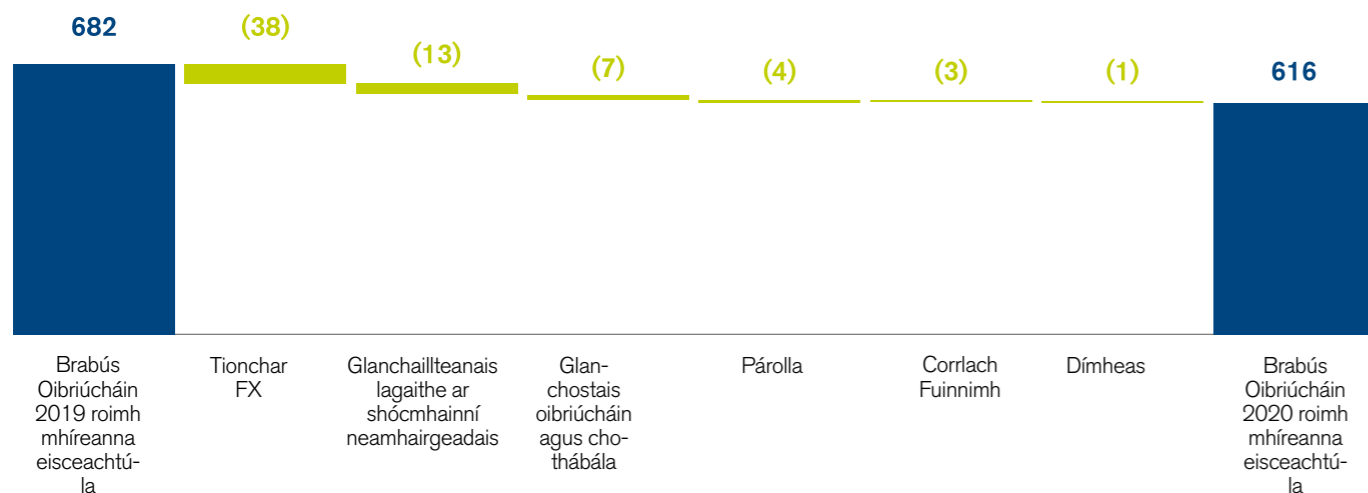 682
(38)
(13)
(7)
(4)
(3)
(1)
616
Brabús
Oibriúcháin
2019 roimh
mhíreanna
eisceachtú-
la
Tionchar
FX
Glanchaillteanais
lagaithe ar
shócmhainní
neamhairgeadais
Glan-
chostais
oibriúcháin
agus cho-
thábála
Párolla
Corrlach
Fuinnimh
Dímheas
Brabús
Oibriúcháin
2020 roimh
mhíreanna
eisceachtú-
la